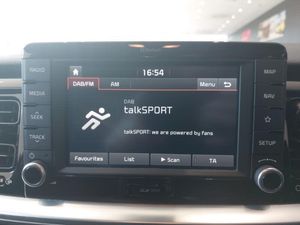 16:54
RADIO
MEDIA
SEEK
TRACK
DAB/FM AM Menu
DAB
talkSPORT
talkSPORT: we are powered by fans
Favourites List Scan TA
MAP
NAV
SETUP